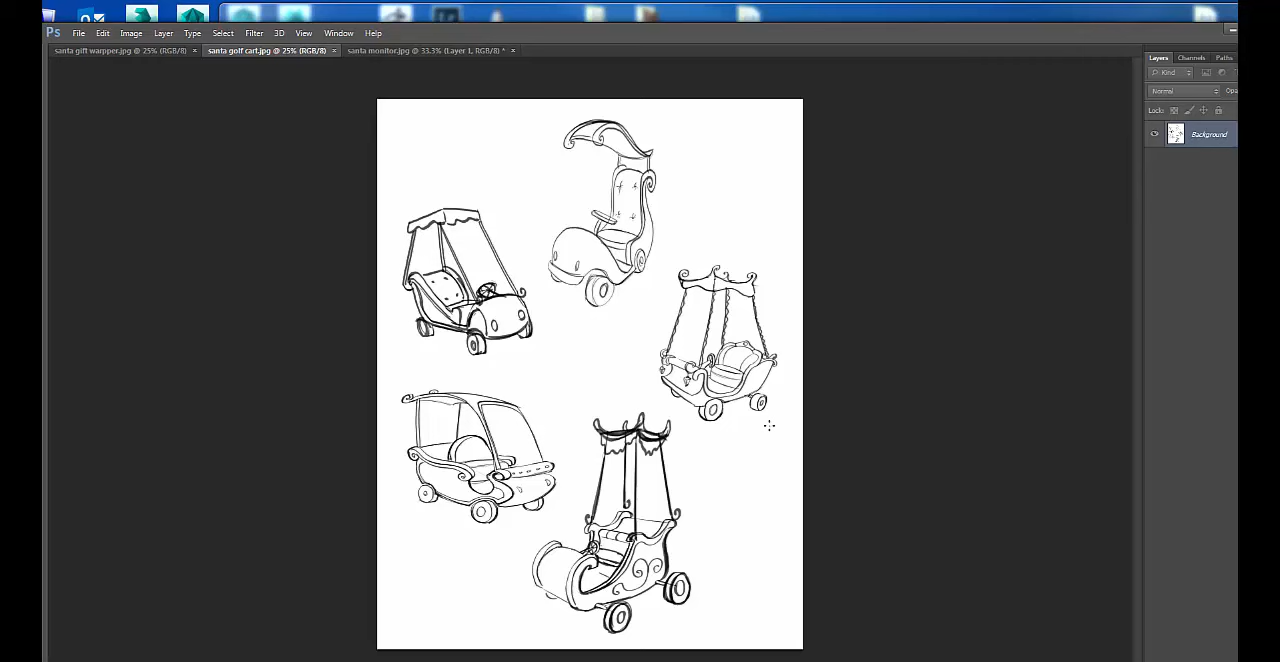 Ps File Edit Image Layer Type Select Filter 3D View Window Help
santa gift warpper.jpg @ 25% (RGB/8) × santa golf cart.jpg @ 25% (RGB/8) × santa monitor.jpg @ 33.3% (Layer 1, RGB/8) * ×
Layers Channels Paths
Kind
Normal Opa
Lock:
Background